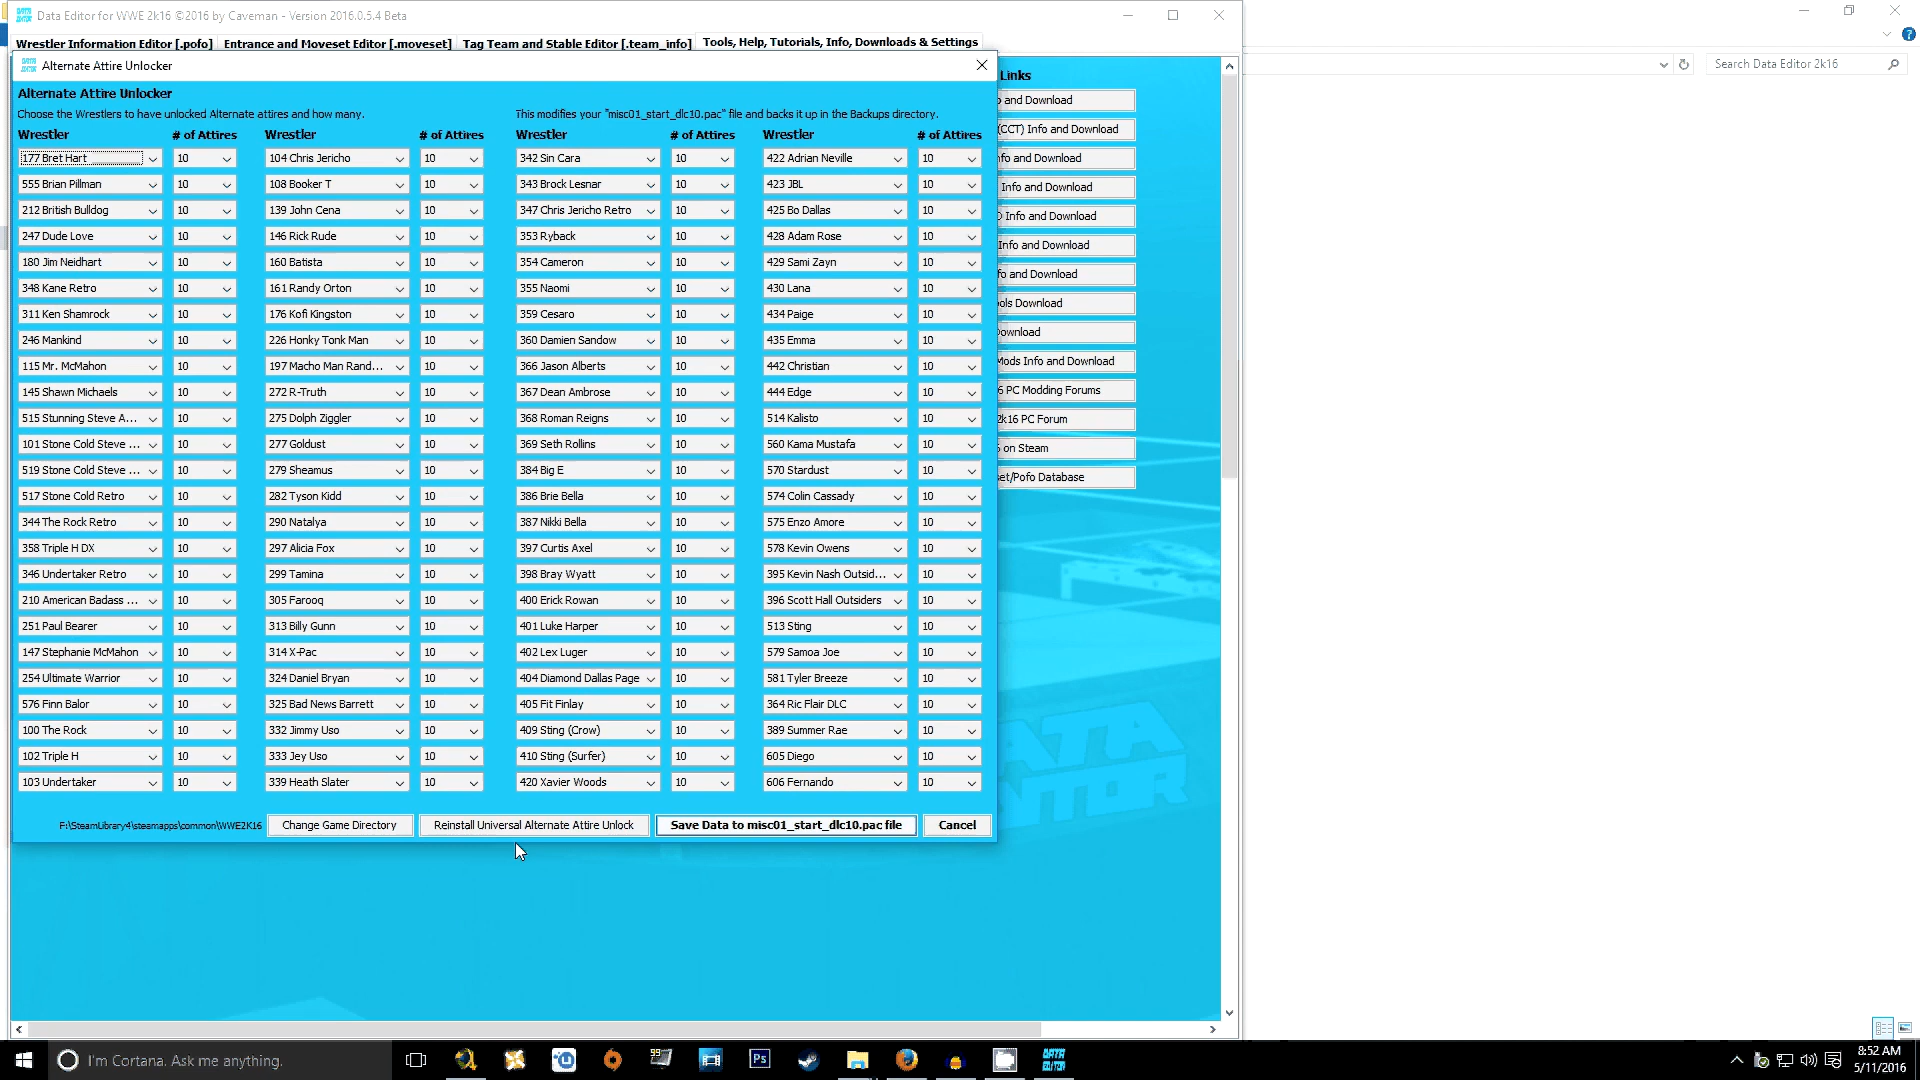 Data Editor for WWE 2k16 ©2016 by Caveman - Version 2016.0.5.4 Beta
Wrestler Information Editor [.pofo]
Entrance and Moveset Editor [.moveset]
Tag Team and Stable Editor [.team_info]
Tools, Help, Tutorials, Info, Downloads & Settings
Search Data Editor 2k16
Alternate Attire Unlocker
Alternate Attire Unlocker
Choose the Wrestlers to have unlocked Alternate attires and how many.
This modifies your "misc01_start_dlc10.pac" file and backs it up in the Backups directory.
Wrestler # of Attires Wrestler # of Attires Wrestler # of Attires Wrestler # of Attires
177 Bret Hart 10 104 Chris Jericho 10 342 Sin Cara 10 422 Adrian Neville 10
555 Brian Pillman 10 108 Booker T 10 343 Brock Lesnar 10 423 JBL 10
212 British Bulldog 10 139 John Cena 10 347 Chris Jericho Retro 10 425 Bo Dallas 10
247 Dude Love 10 146 Rick Rude 10 353 Ryback 10 428 Adam Rose 10
180 Jim Neidhart 10 160 Batista 10 354 Cameron 10 429 Sami Zayn 10
348 Kane Retro 10 161 Randy Orton 10 355 Naomi 10 430 Lana 10
311 Ken Shamrock 10 176 Kofi Kingston 10 359 Cesaro 10 434 Paige 10
246 Mankind 10 226 Honky Tonk Man 10 360 Damien Sandow 10 435 Emma 10
115 Mr. McMahon 10 197 Macho Man Rand... 10 366 Jason Alberts 10 442 Christian 10
145 Shawn Michaels 10 272 R-Truth 10 367 Dean Ambrose 10 444 Edge 10
515 Stunning Steve A... 10 275 Dolph Ziggler 10 368 Roman Reigns 10 514 Kalisto 10
101 Stone Cold Steve ... 10 277 Goldust 10 369 Seth Rollins 10 560 Kama Mustafa 10
519 Stone Cold Steve ... 10 279 Sheamus 10 384 Big E 10 570 Stardust 10
517 Stone Cold Retro 10 282 Tyson Kidd 10 386 Brie Bella 10 574 Colin Cassady 10
344 The Rock Retro 10 290 Natalya 10 387 Nikki Bella 10 575 Enzo Amore 10
358 Triple H DX 10 297 Alicia Fox 10 397 Curtis Axel 10 578 Kevin Owens 10
346 Undertaker Retro 10 299 Tamina 10 398 Bray Wyatt 10 395 Kevin Nash Outsid... 10
210 American Badass ... 10 305 Farooq 10 400 Erick Rowan 10 396 Scott Hall Outsiders 10
251 Paul Bearer 10 313 Billy Gunn 10 401 Luke Harper 10 513 Sting 10
147 Stephanie McMahon 10 314 X-Pac 10 402 Lex Luger 10 579 Samoa Joe 10
254 Ultimate Warrior 10 324 Daniel Bryan 10 404 Diamond Dallas Page 10 581 Tyler Breeze 10
576 Finn Balor 10 325 Bad News Barrett 10 405 Fit Finlay 10 364 Ric Flair DLC 10
100 The Rock 10 332 Jimmy Uso 10 409 Sting (Crow) 10 389 Summer Rae 10
102 Triple H 10 333 Jey Uso 10 410 Sting (Surfer) 10 605 Diego 10
103 Undertaker 10 339 Heath Slater 10 420 Xavier Woods 10 606 Fernando 10
F:\SteamLibrary4\steamapps\common\WWE2K16
Change Game Directory
Reinstall Universal Alternate Attire Unlock
Save Data to misc01_start_dlc10.pac file
Cancel
Links
and Download
(CCT) Info and Download
and Download
Info and Download
Info and Download
Info and Download
and Download
Download
Download
Mods Info and Download
6 PC Modding Forums
2k16 PC Forum
on Steam
/Pofo Database
I'm Cortana. Ask me anything.
DATA EDITOR
8:52 AM
5/11/2016